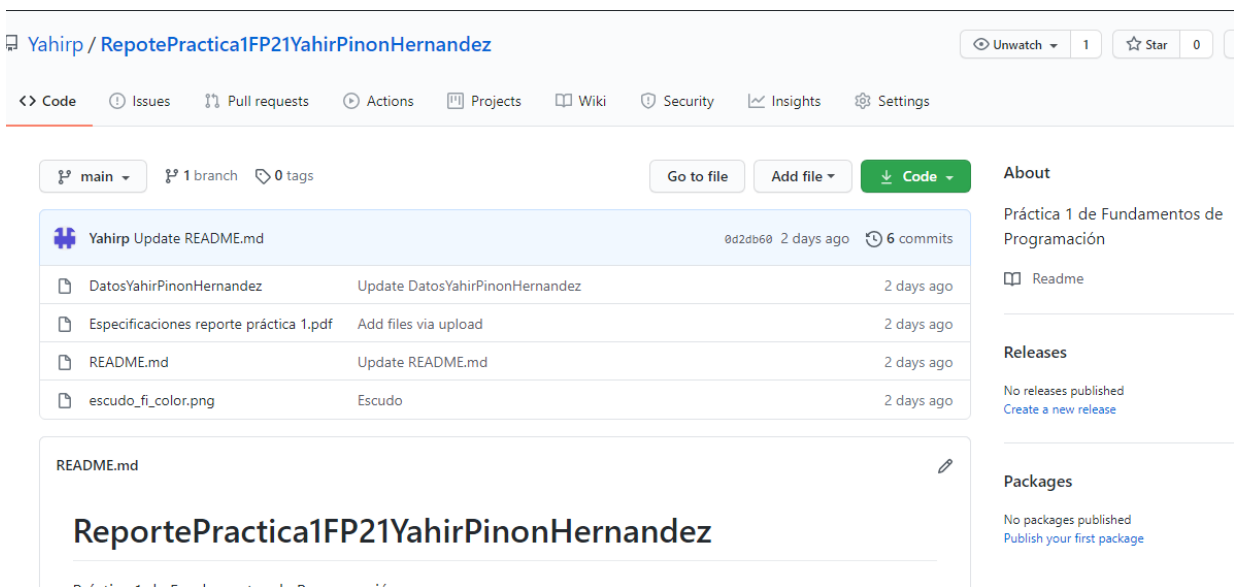 Yahirp / RepotePractica1FP21YahirPinonHernandez
Unwatch 1 Star 0
<> Code Issues Pull requests Actions Projects Wiki Security Insights Settings
main 1 branch 0 tags Go to file Add file Code
Yahirp Update README.md 0d2db60 2 days ago 6 commits
DatosYahirPinonHernandez Update DatosYahirPinonHernandez 2 days ago
Especificaciones reporte práctica 1.pdf Add files via upload 2 days ago
README.md Update README.md 2 days ago
escudo_fi_color.png Escudo 2 days ago
README.md
ReportePractica1FP21YahirPinonHernandez
About
Práctica 1 de Fundamentos de
Programación
Readme
Releases
No releases published
Create a new release
Packages
No packages published
Publish your first package